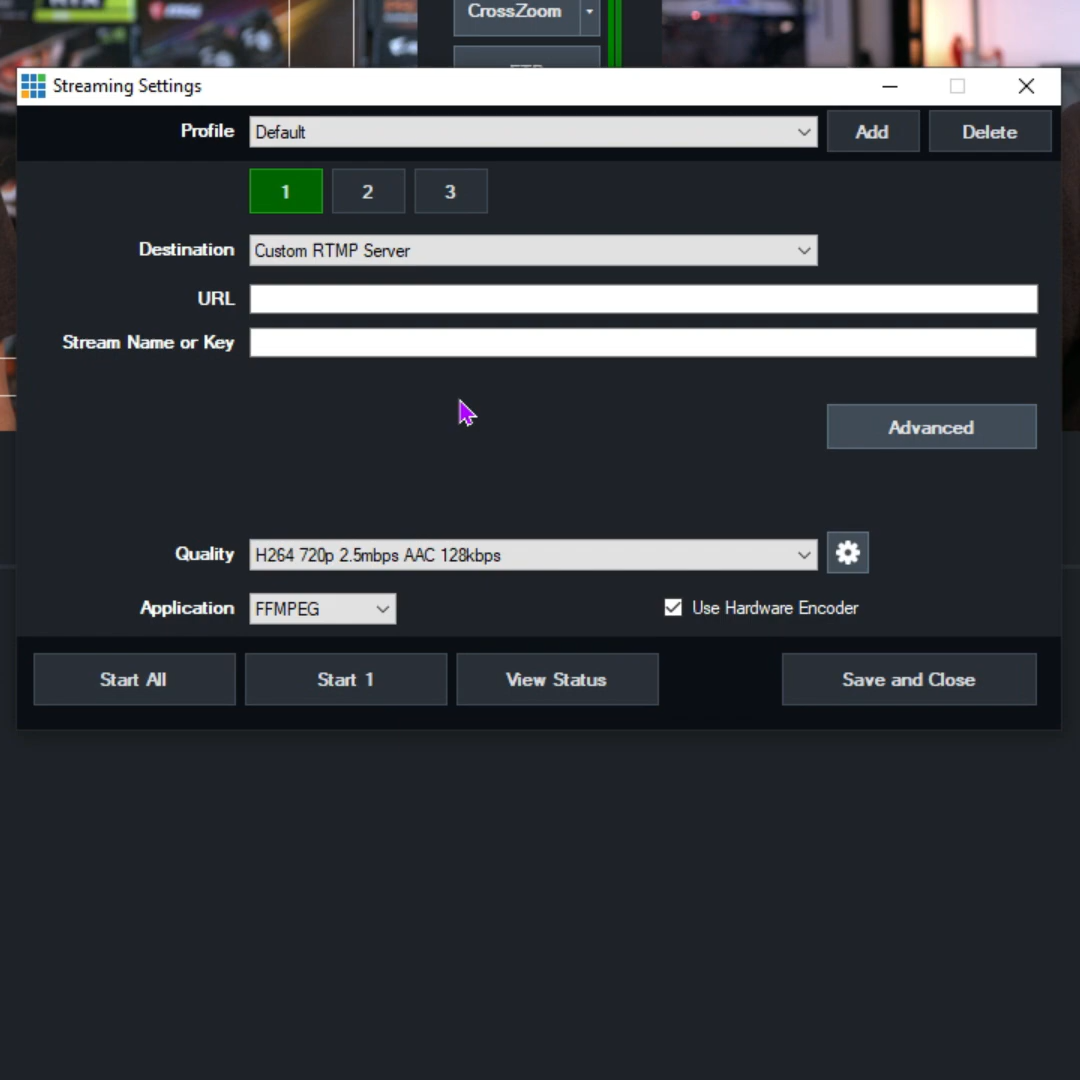 CrossZoom
Streaming Settings
Profile Default Add Delete
1 2 3
Destination Custom RTMP Server
URL
Stream Name or Key
Advanced
Quality H264 720p 2.5mbps AAC 128kbps
Application FFMPEG Use Hardware Encoder
Start All Start 1 View Status Save and Close